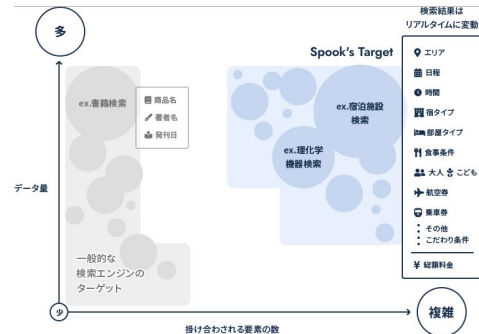 検索結果は
リアルタイムに変動
多
Spook's Target
エリア
日程
時間
宿タイプ
部屋タイプ
食事条件
大人 こども
航空券
乗車券
その他
こだわり条件
¥ 総額料金
ex.書籍検索
商品名
著者名
発刊日
ex.宿泊施設
検索
ex.理化学
機器検索
データ量
一般的な
検索エンジンの
ターゲット
少
複雑
掛け合わされる要素の数